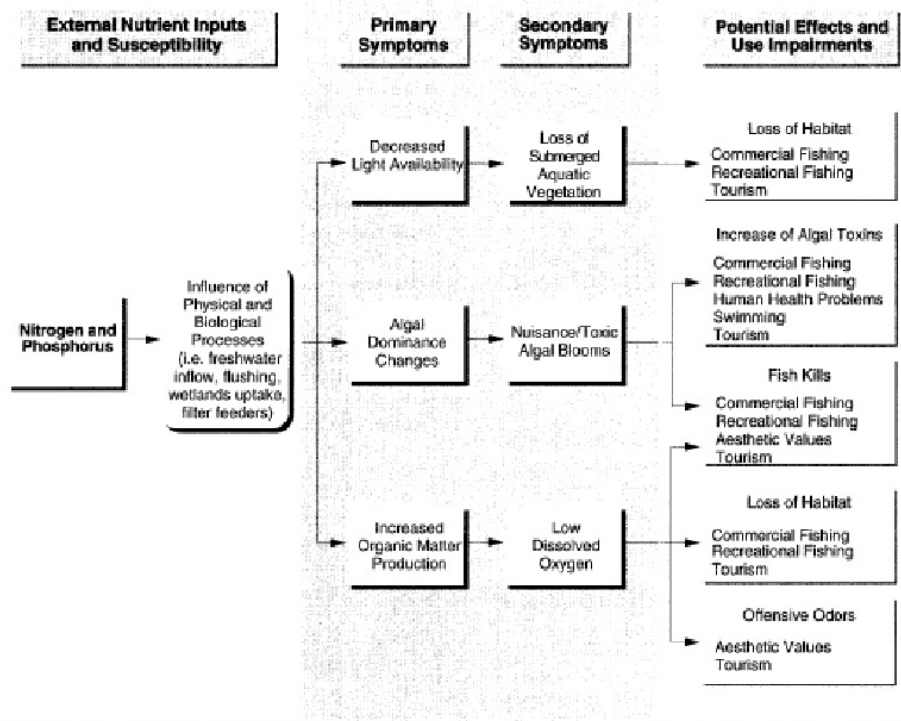 External Nutrient Inputs
and Susceptibility
Primary
Symptoms
Secondary
Symptoms
Potential Effects and
Use Impairments
Nitrogen and
Phosphorus
Influence of
Physical and
Biological
Processes
(i.e. freshwater
inflow, flushing,
wetlands uptake,
filter feeders)
Decreased
Light Availability
Loss of
Submerged
Aquatic
Vegetation
Loss of Habitat
Commercial Fishing
Recreational Fishing
Tourism
Algal
Dominance
Changes
Nuisance/Toxic
Algal Blooms
Increase of Algal Toxins
Commercial Fishing
Recreational Fishing
Human Health Problems
Swimming
Tourism
Fish Kills
Commercial Fishing
Recreational Fishing
Aesthetic Values
Tourism
Increased
Organic Matter
Production
Low
Dissolved
Oxygen
Loss of Habitat
Commercial Fishing
Recreational Fishing
Tourism
Offensive Odors
Aesthetic Values
Tourism